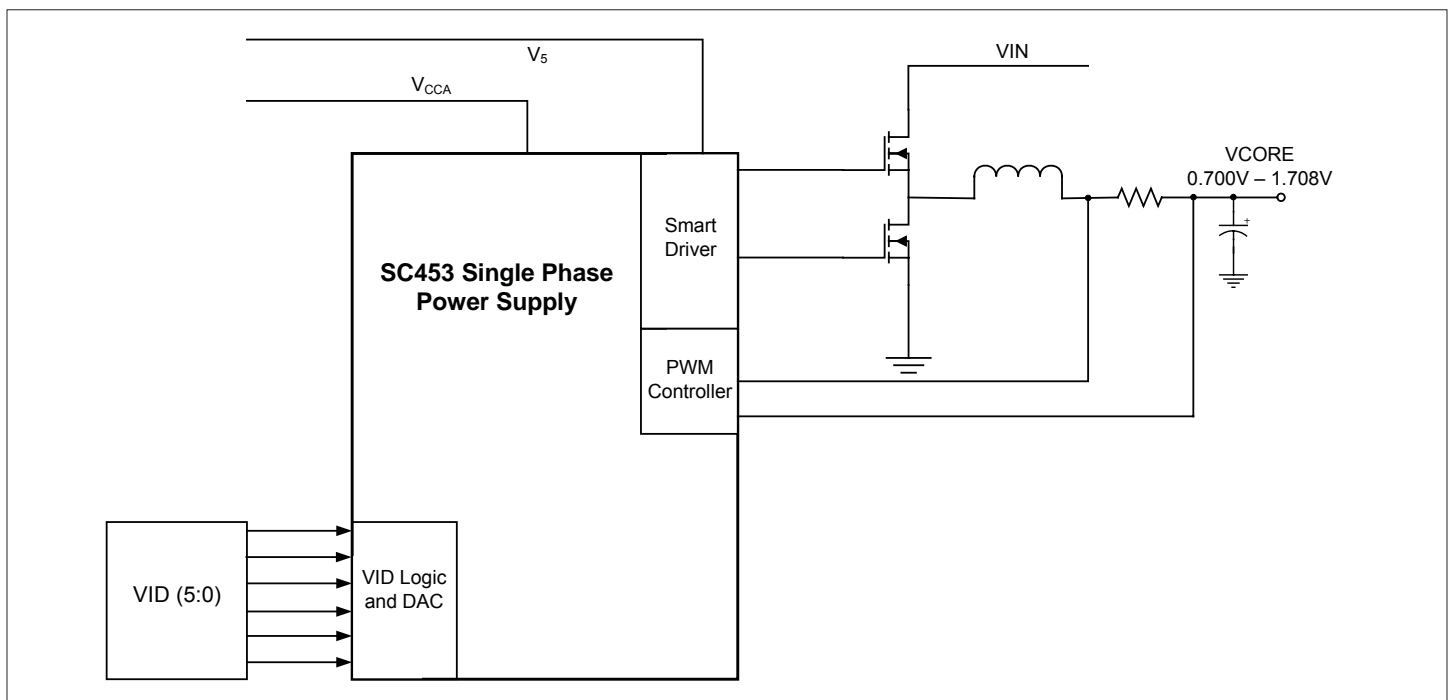 V5
VIN
VCCA
VCORE
0.700V – 1.708V
Smart
Driver
SC453 Single Phase
Power Supply
PWM
Controller
VID (5:0)
VID Logic
and DAC
+